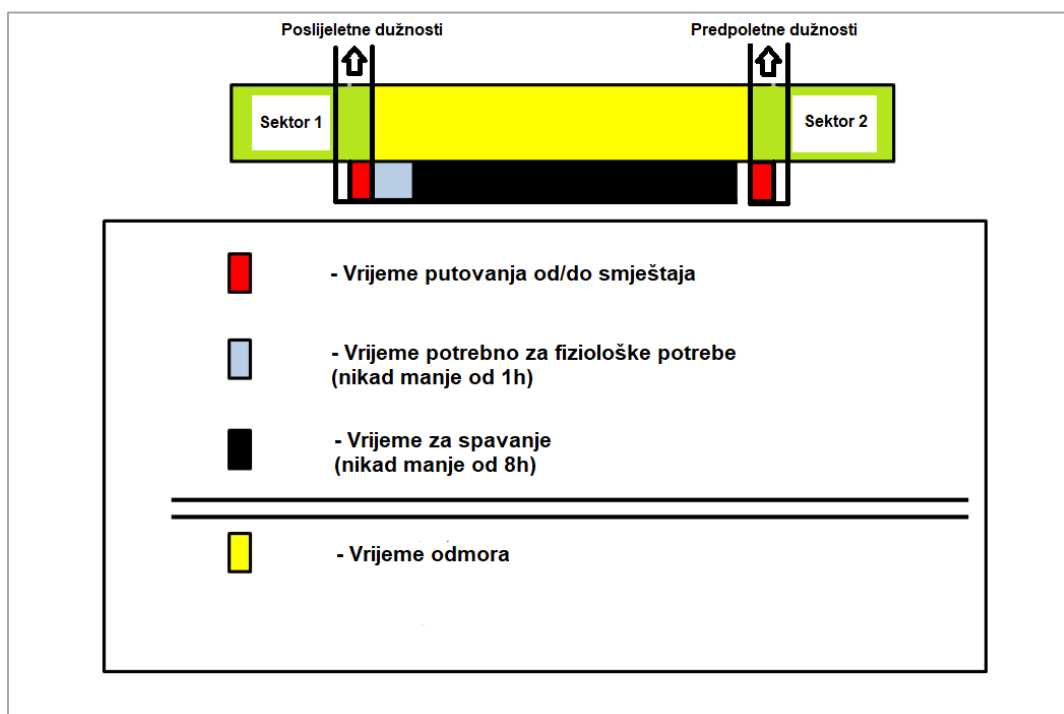 Poslijeletne dužnosti
Predpoletne dužnosti
Sektor 1
Sektor 2
- Vrijeme putovanja od/do smještaja
- Vrijeme potrebno za fiziološke potrebe
(nikad manje od 1h)
- Vrijeme za spavanje
(nikad manje od 8h)
- Vrijeme odmora